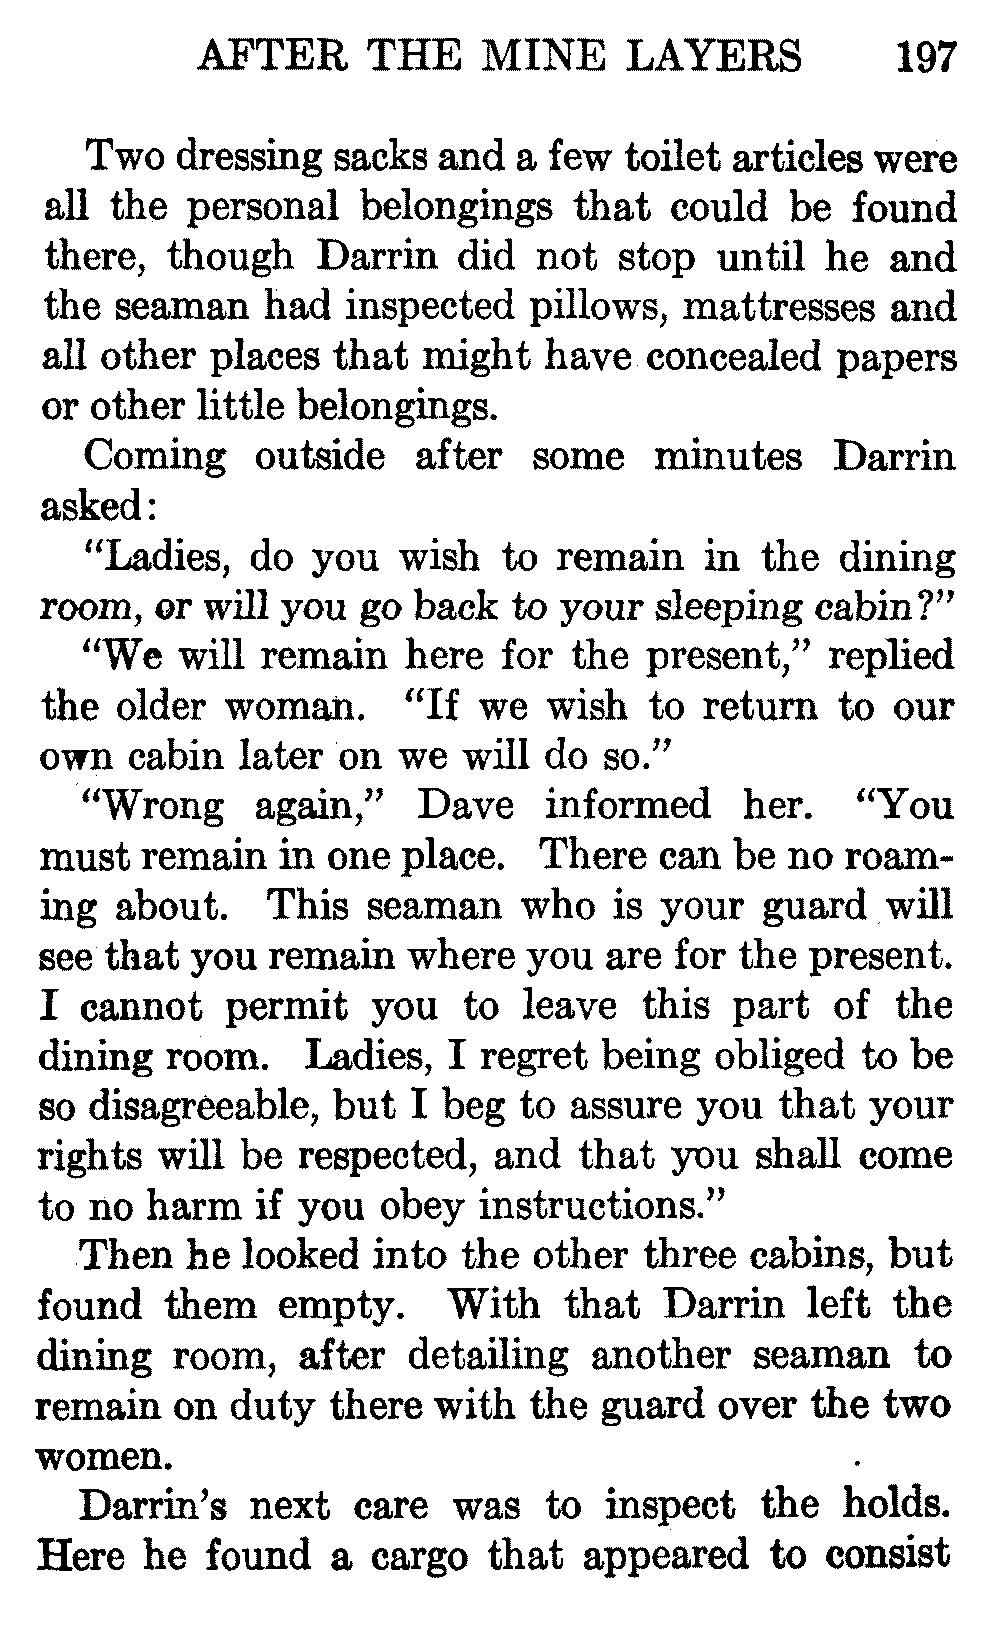 AFTER THE MINE LAYERS 197
Two dressing sacks and a few toilet articles were
all the personal belongings that could be found
there, though Darrin did not stop until he and
the seaman had inspected pillows, mattresses and
all other places that might have concealed papers
or other little belongings.
Coming outside after some minutes Darrin
asked:
“Ladies, do you wish to remain in the dining
room, or will you go back to your sleeping cabin?”
“We will remain here for the present,” replied
the older woman. “If we wish to return to our
own cabin later on we will do so.”
“Wrong again,” Dave informed her. “You
must remain in one place. There can be no roam-
ing about. This seaman who is your guard will
see that you remain where you are for the present.
I cannot permit you to leave this part of the
dining room. Ladies, I regret being obliged to be
so disagreeable, but I beg to assure you that your
rights will be respected, and that you shall come
to no harm if you obey instructions.”
Then he looked into the other three cabins, but
found them empty. With that Darrin left the
dining room, after detailing another seaman to
remain on duty there with the guard over the two
women.
Darrin’s next care was to inspect the holds.
Here he found a cargo that appeared to consist